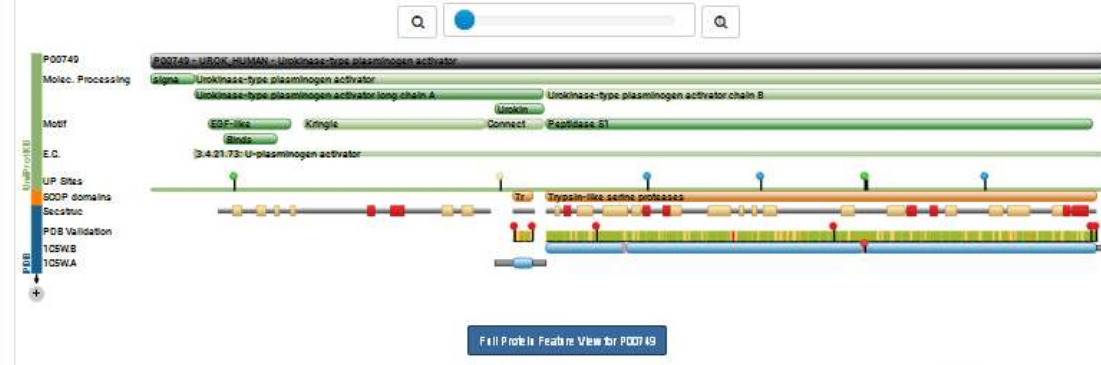 P00749
P00749 - UROK_HUMAN - Urokinase-type plasminogen activator
Molec. Processing
signa
Urokinase-type plasminogen activator
Urokinase-type plasminogen activator long chain A
Urokinase-type plasminogen activator chain B
Urokin
Motif
EGF-like
Kringle
Connect
Peptidase S1
Binds
E.C.
3.4.21.73: U-plasminogen activator
UniProtKB
UP Sites
SCOP domains
Tr
Trypsin-like serine proteases
Secstruc
PDB Validation
PDB
1C5W.B
1C5W.A
+
Full Protein Feature View for P00749